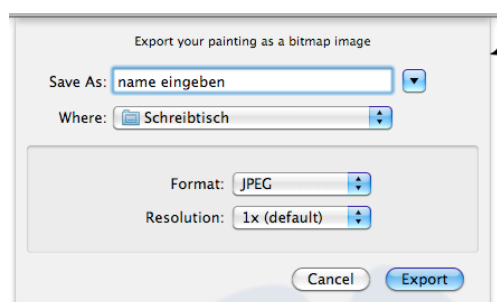 Export your painting as a bitmap image
Save As: name eingeben
Where: Schreibtisch
Format: JPEG
Resolution: 1x (default)
Cancel Export